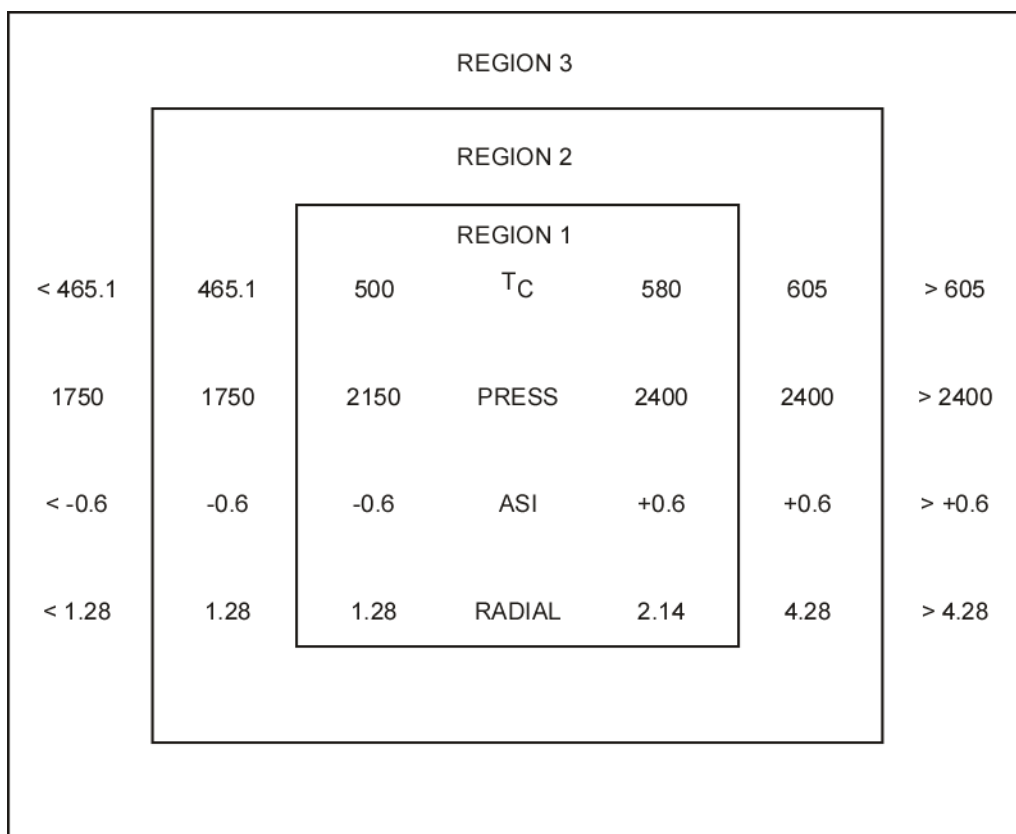 REGION 3
REGION 2
REGION 1
< 465.1 465.1 500 TC 580 605 > 605
1750 1750 2150 PRESS 2400 2400 > 2400
< -0.6 -0.6 -0.6 ASI +0.6 +0.6 > +0.6
< 1.28 1.28 1.28 RADIAL 2.14 4.28 > 4.28